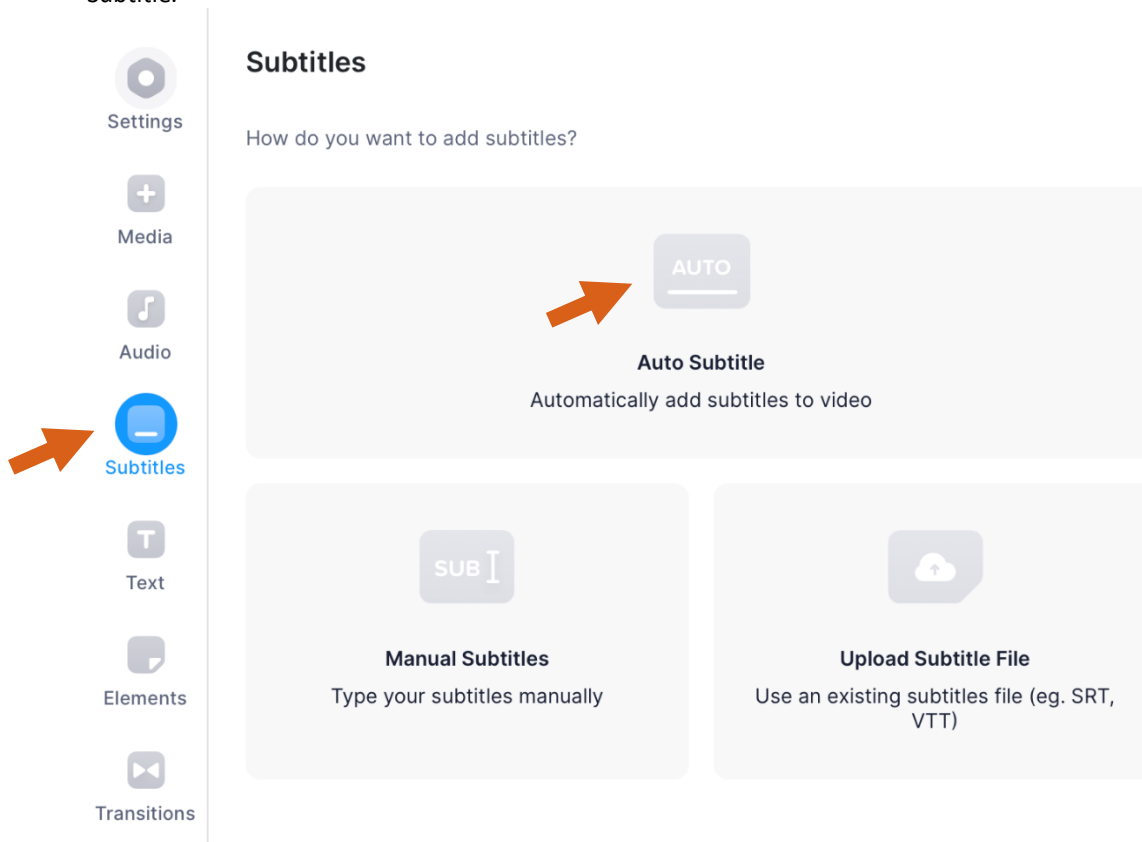 Subtitle.
Subtitles
Settings
How do you want to add subtitles?
Media
AUTO
Audio
Auto Subtitle
Automatically add subtitles to video
Subtitles
Text
SUB
Manual Subtitles
Upload Subtitle File
Type your subtitles manually
Use an existing subtitles file (eg. SRT,
VTT)
Elements
Transitions